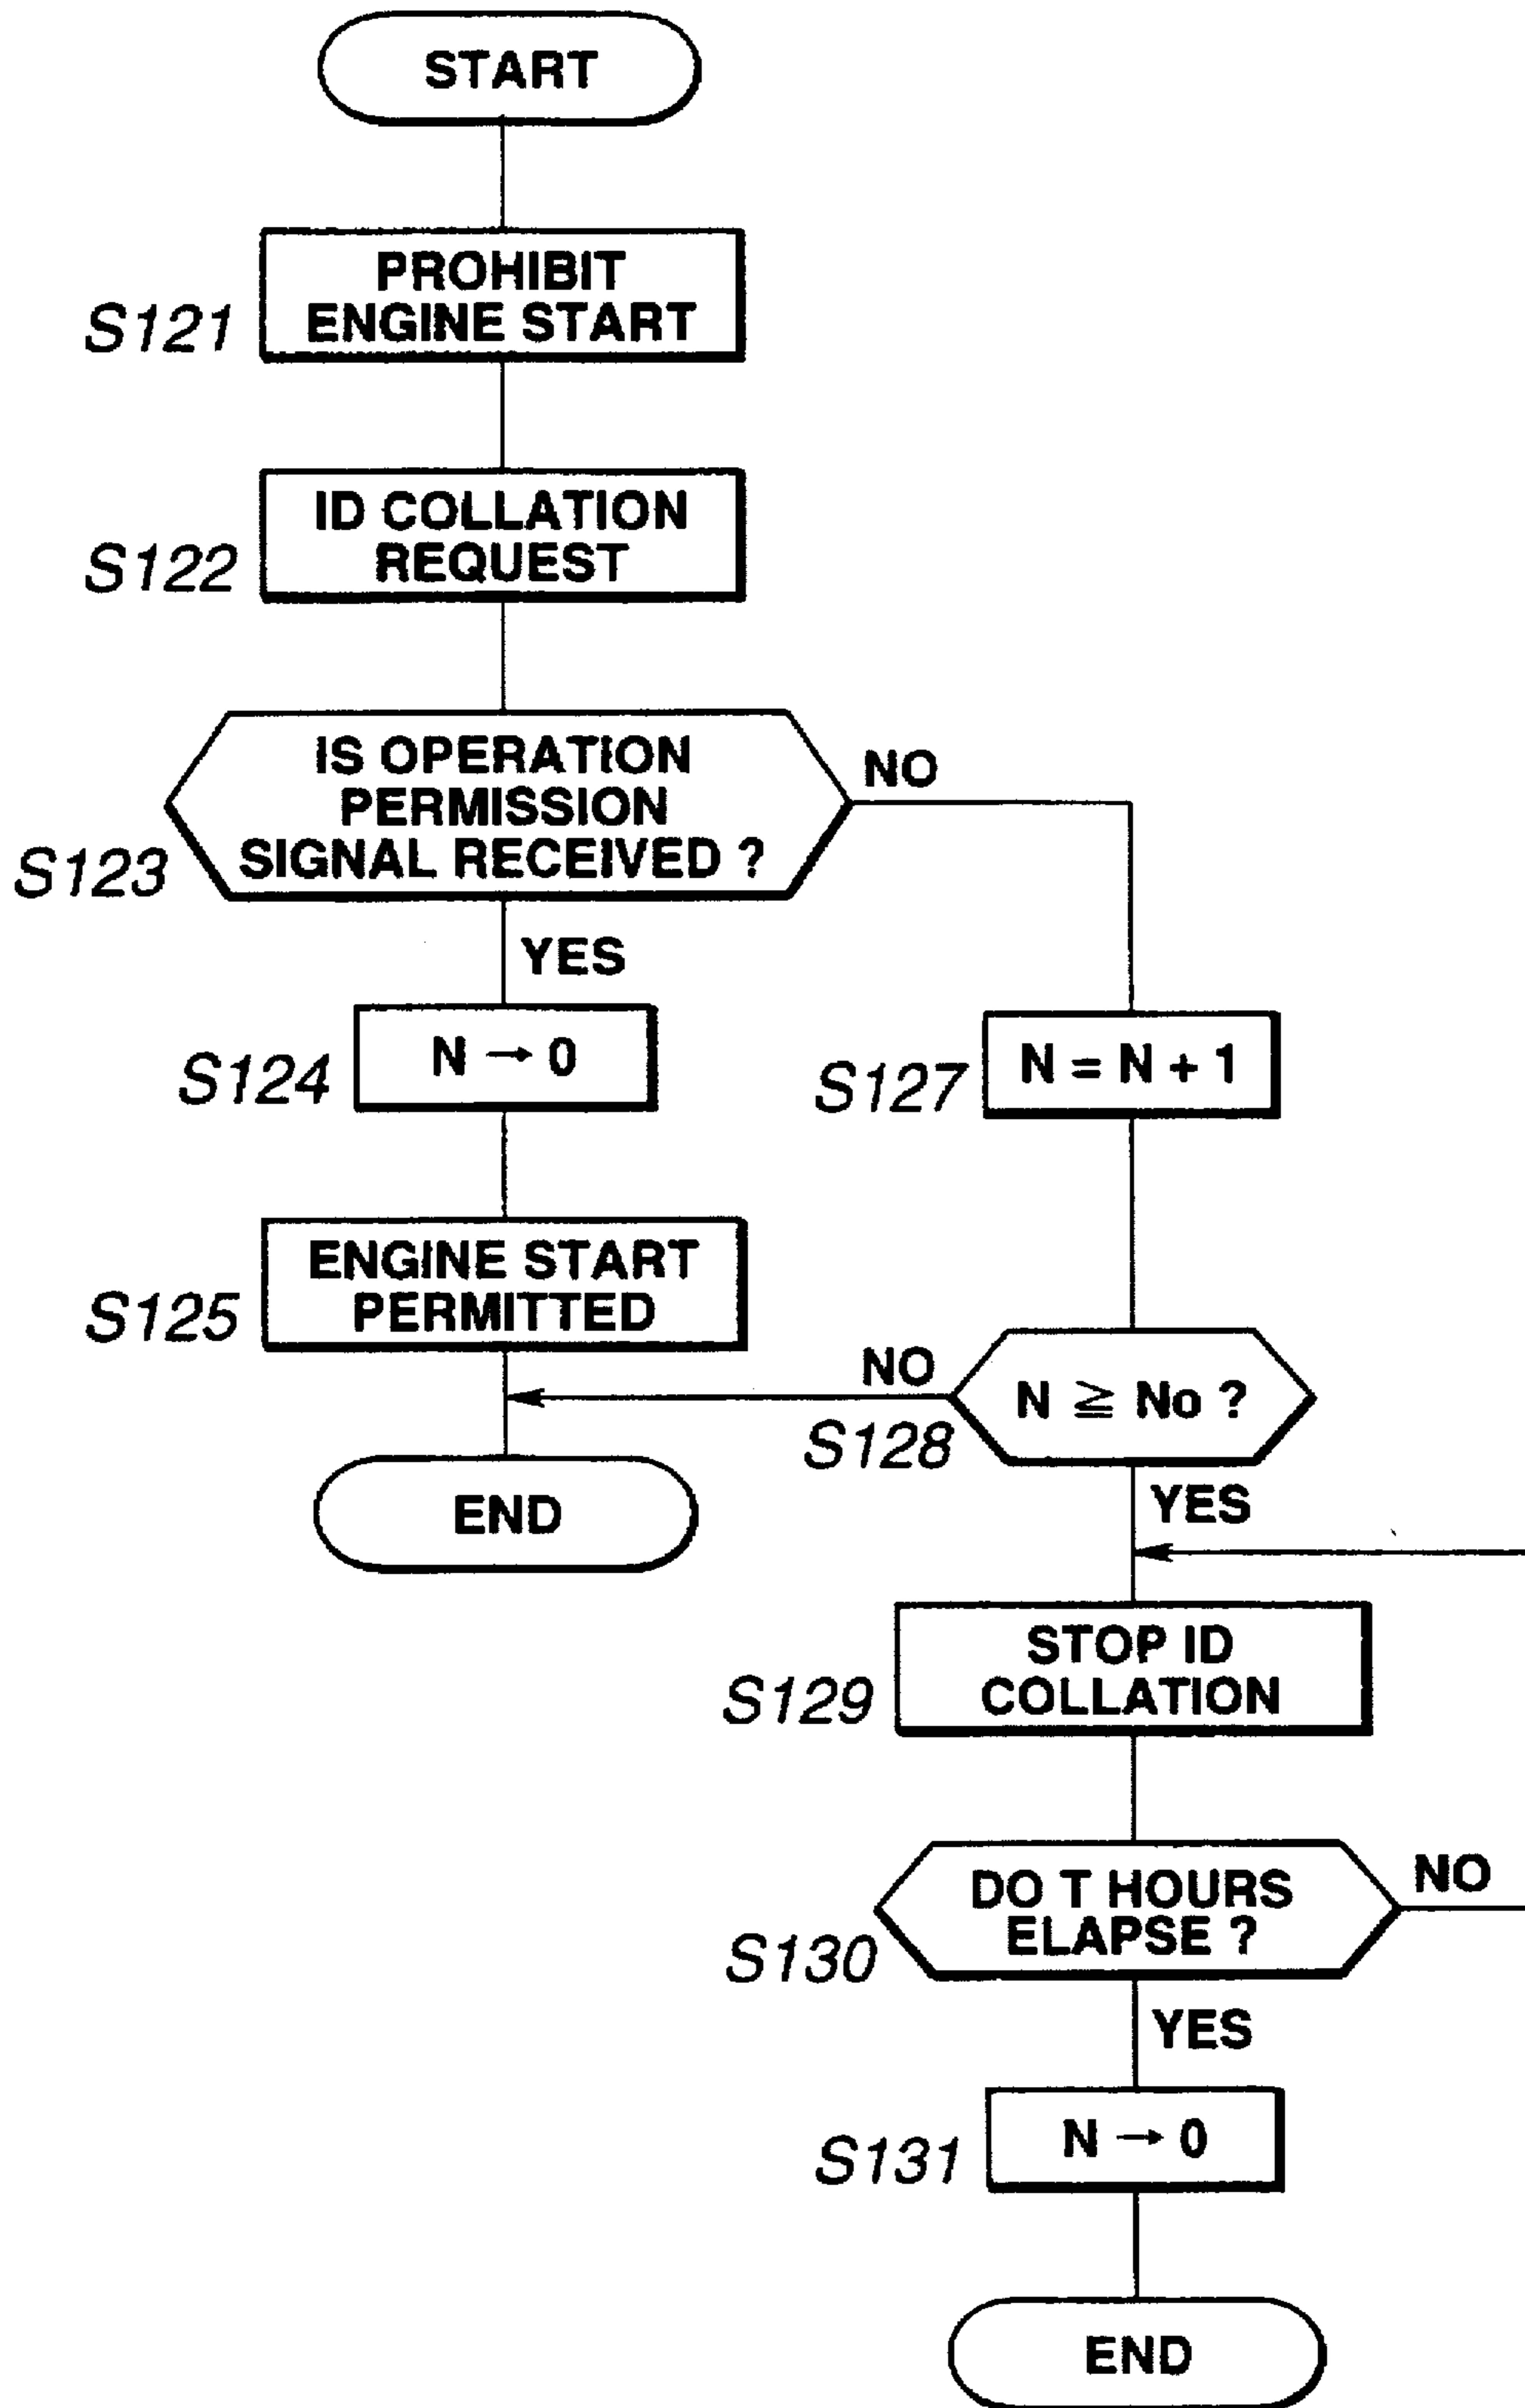 START
PROHIBIT
ENGINE START
S121
ID COLLATION
REQUEST
S122
IS OPERATION
PERMISSION
SIGNAL RECEIVED ?
NO
S123
YES
N → 0
S124
N = N + 1
S127
ENGINE START
PERMITTED
S125
NO
N ≧ No ?
S128
YES
END
STOP ID
COLLATION
S129
DO T HOURS
ELAPSE ?
NO
S130
YES
N → 0
S131
END